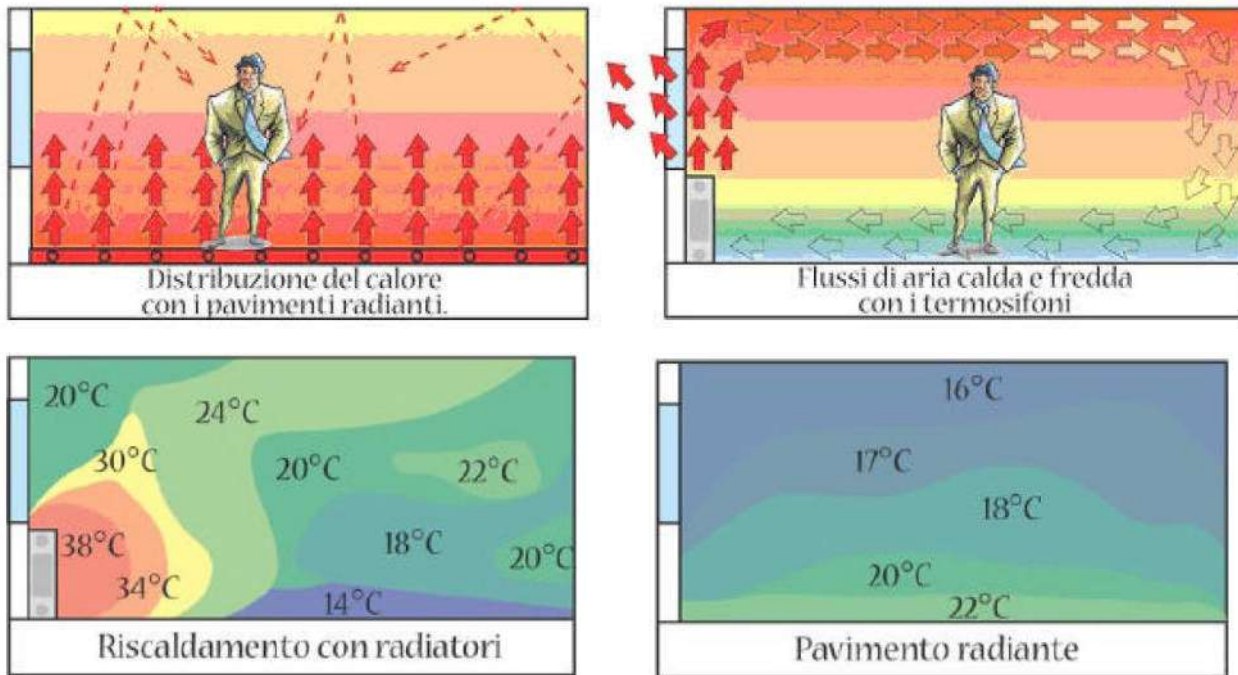 Distribuzione del calore
con i pavimenti radianti.
Flussi di aria calda e fredda
con i termosifoni
20°C
24°C
30°C
20°C
22°C
38°C
18°C
20°C
34°C
14°C
Riscaldamento con radiatori
16°C
17°C
18°C
20°C
22°C
Pavimento radiante